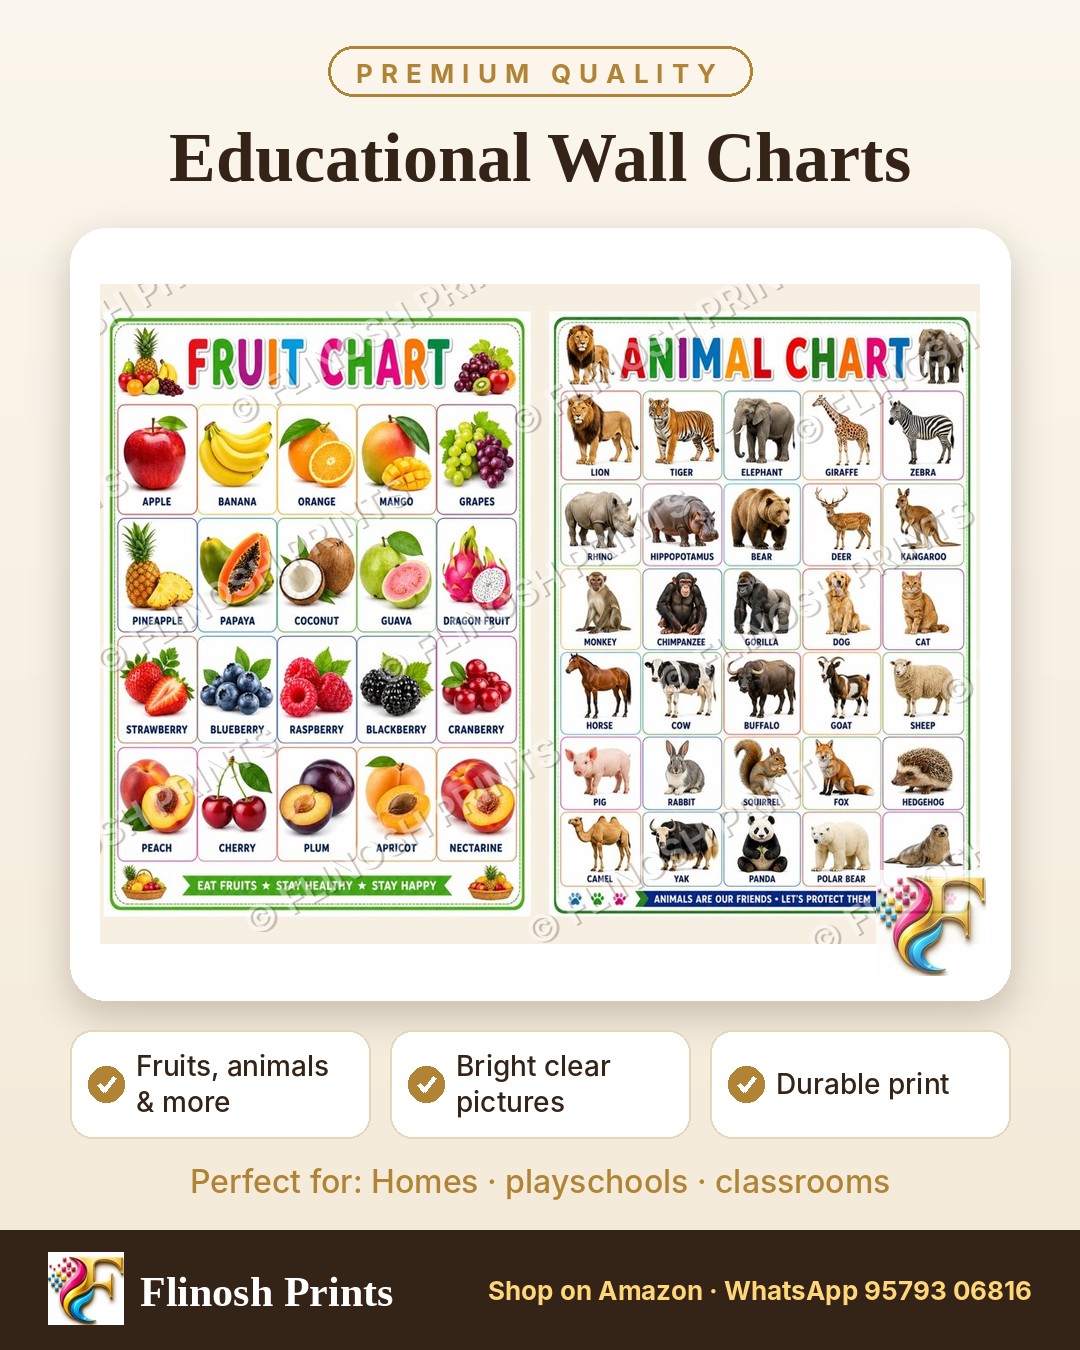 PREMIUM QUALITY
Educational Wall Charts
FRUIT CHART
APPLE
BANANA
ORANGE
MANGO
GRAPES
PINEAPPLE
PAPAYA
COCONUT
GUAVA
DRAGON FRUIT
STRAWBERRY
BLUEBERRY
RASPBERRY
BLACKBERRY
CRANBERRY
PEACH
CHERRY
PLUM
APRICOT
NECTARINE
EAT FRUITS ★ STAY HEALTHY ★ STAY HAPPY
ANIMAL CHART
LION
TIGER
ELEPHANT
GIRAFFE
ZEBRA
RHINO
HIPPOPOTAMUS
BEAR
DEER
KANGAROO
MONKEY
CHIMPANZEE
GORILLA
DOG
CAT
HORSE
COW
BUFFALO
GOAT
SHEEP
PIG
RABBIT
SQUIRREL
FOX
HEDGEHOG
CAMEL
YAK
PANDA
POLAR BEAR
ANIMALS ARE OUR FRIENDS • LET'S PROTECT THEM
© FLINOSH PRINTS
Fruits, animals
& more
Bright clear
pictures
Durable print
Perfect for: Homes · playschools · classrooms
Flinosh Prints
Shop on Amazon · WhatsApp 95793 06816